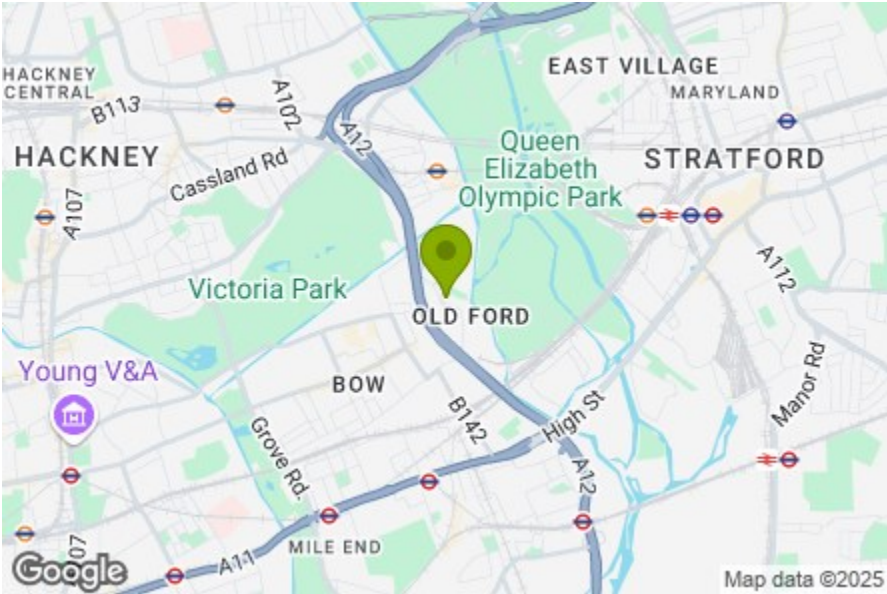 HACKNEY
CENTRAL
B113
A102
A12
EAST VILLAGE
MARYLAND
HACKNEY
Cassland Rd
A107
Queen
Elizabeth
Olympic Park
STRATFORD
A112
Victoria Park
OLD FORD
Young V&A
BOW
B142
High St
Manor Rd
Grove Rd.
A12
MILE END
A11
07
Google
Map data ©2025